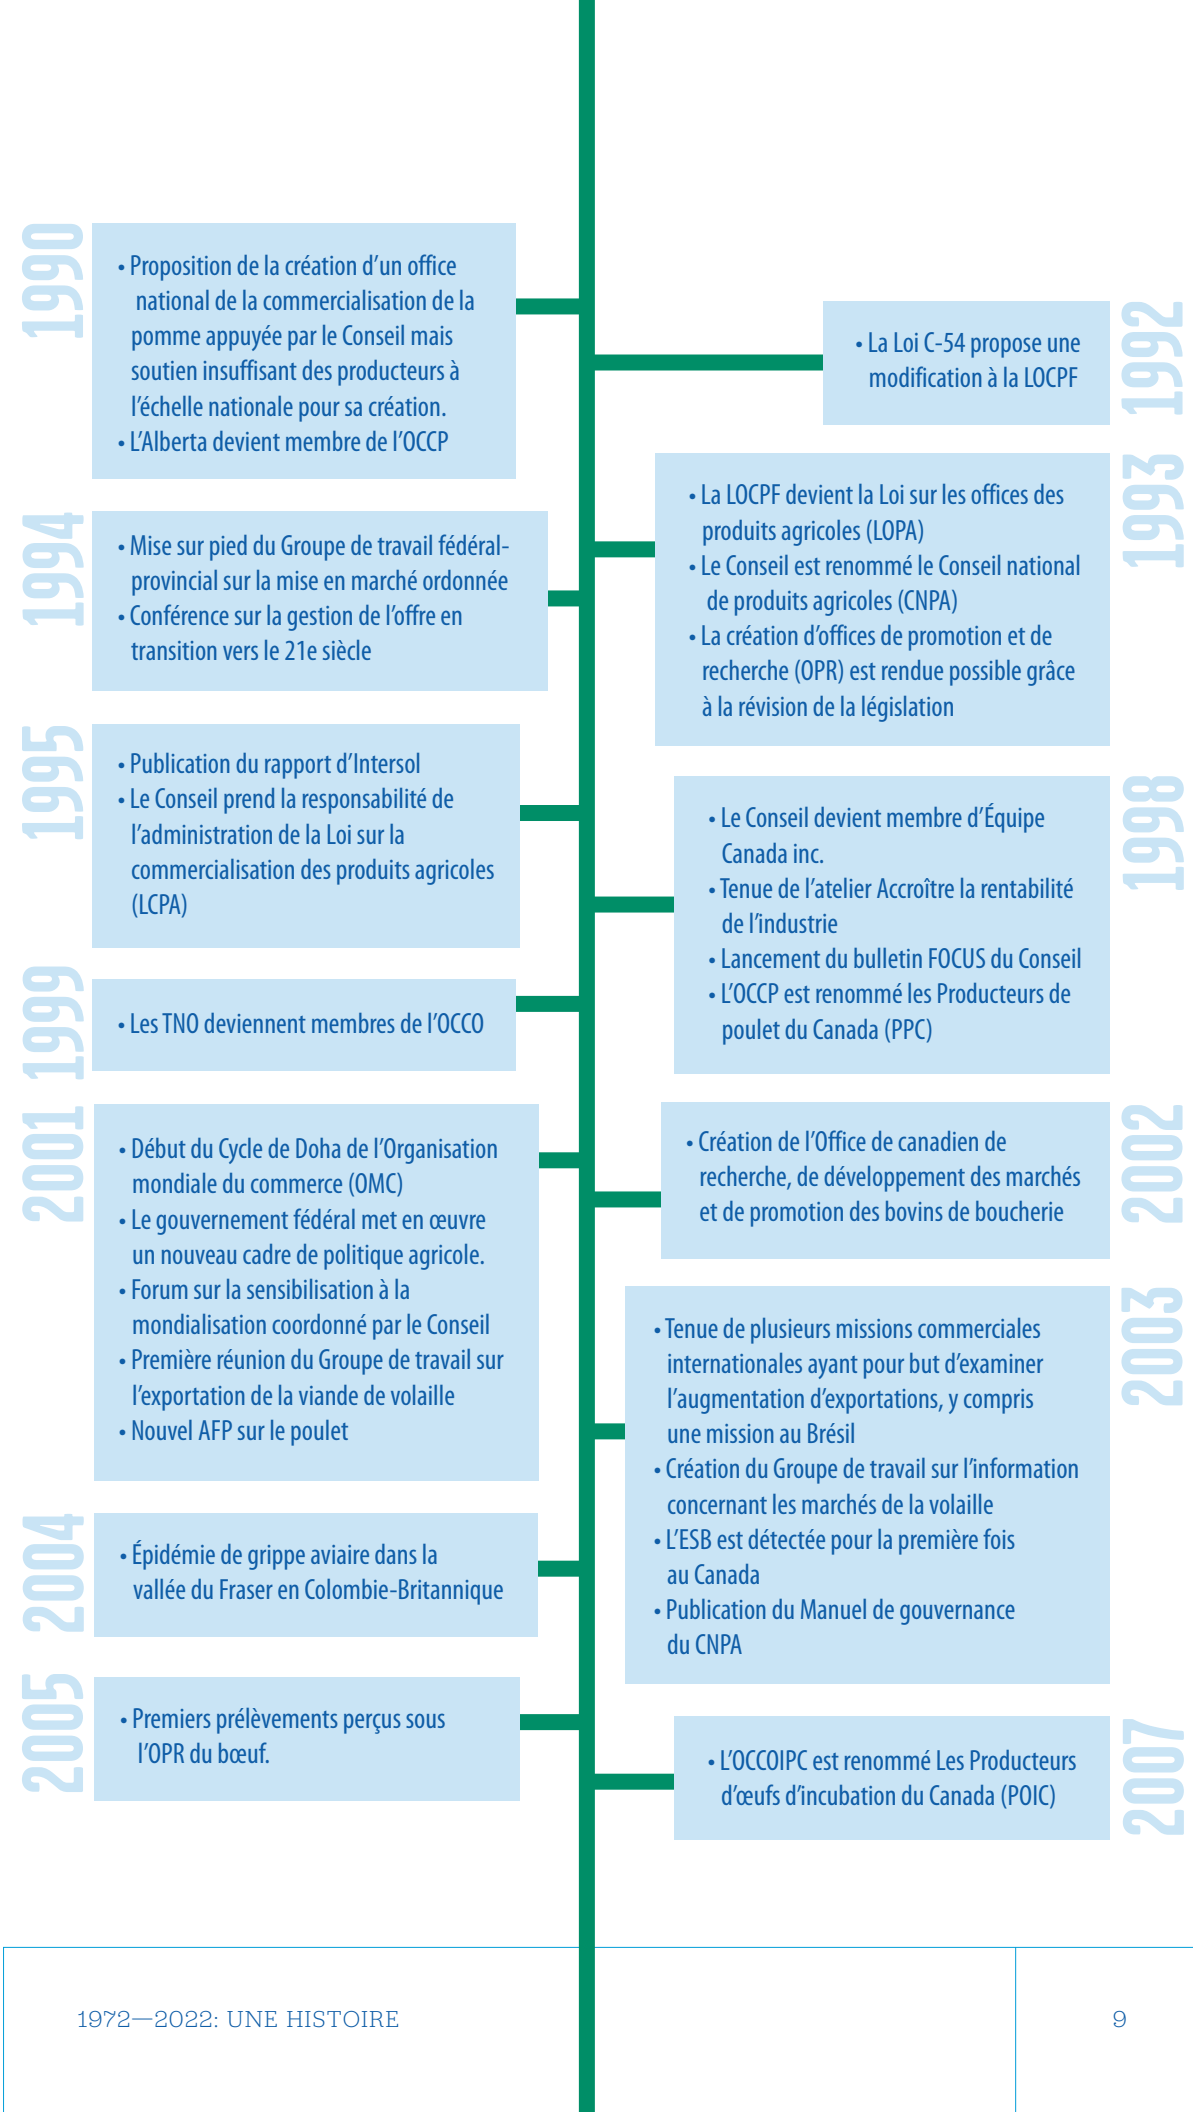 1990
• Proposition de la création d’un office
national de la commercialisation de la
pomme appuyée par le Conseil mais
soutien insuffisant des producteurs à
l’échelle nationale pour sa création.
• L’Alberta devient membre de l’OCCP
1992
• La Loi C-54 propose une
modification à la LOCPF
1993
• La LOCPF devient la Loi sur les offices des
produits agricoles (LOPA)
• Le Conseil est renommé le Conseil national
de produits agricoles (CNPA)
• La création d’offices de promotion et de
recherche (OPR) est rendue possible grâce
à la révision de la législation
1994
• Mise sur pied du Groupe de travail fédéral-
provincial sur la mise en marché ordonnée
• Conférence sur la gestion de l’offre en
transition vers le 21e siècle
1995
• Publication du rapport d’Intersol
• Le Conseil prend la responsabilité de
l’administration de la Loi sur la
commercialisation des produits agricoles
(LCPA)
1998
• Le Conseil devient membre d’Équipe
Canada inc.
• Tenue de l’atelier Accroître la rentabilité
de l’industrie
• Lancement du bulletin FOCUS du Conseil
• L’OCCP est renommé les Producteurs de
poulet du Canada (PPC)
1999
• Les TNO deviennent membres de l’OCCO
2001
• Début du Cycle de Doha de l’Organisation
mondiale du commerce (OMC)
• Le gouvernement fédéral met en œuvre
un nouveau cadre de politique agricole.
• Forum sur la sensibilisation à la
mondialisation coordonné par le Conseil
• Première réunion du Groupe de travail sur
l’exportation de la viande de volaille
• Nouvel AFP sur le poulet
2002
• Création de l’Office de canadien de
recherche, de développement des marchés
et de promotion des bovins de boucherie
2003
• Tenue de plusieurs missions commerciales
internationales ayant pour but d’examiner
l’augmentation d’exportations, y compris
une mission au Brésil
• Création du Groupe de travail sur l’information
concernant les marchés de la volaille
• L’ESB est détectée pour la première fois
au Canada
• Publication du Manuel de gouvernance
du CNPA
2004
• Épidémie de grippe aviaire dans la
vallée du Fraser en Colombie-Britannique
2005
• Premiers prélèvements perçus sous
l’OPR du bœuf.
2007
• L’OCCOIPC est renommé Les Producteurs
d’œufs d’incubation du Canada (POIC)
1972—2022: UNE HISTOIRE
9